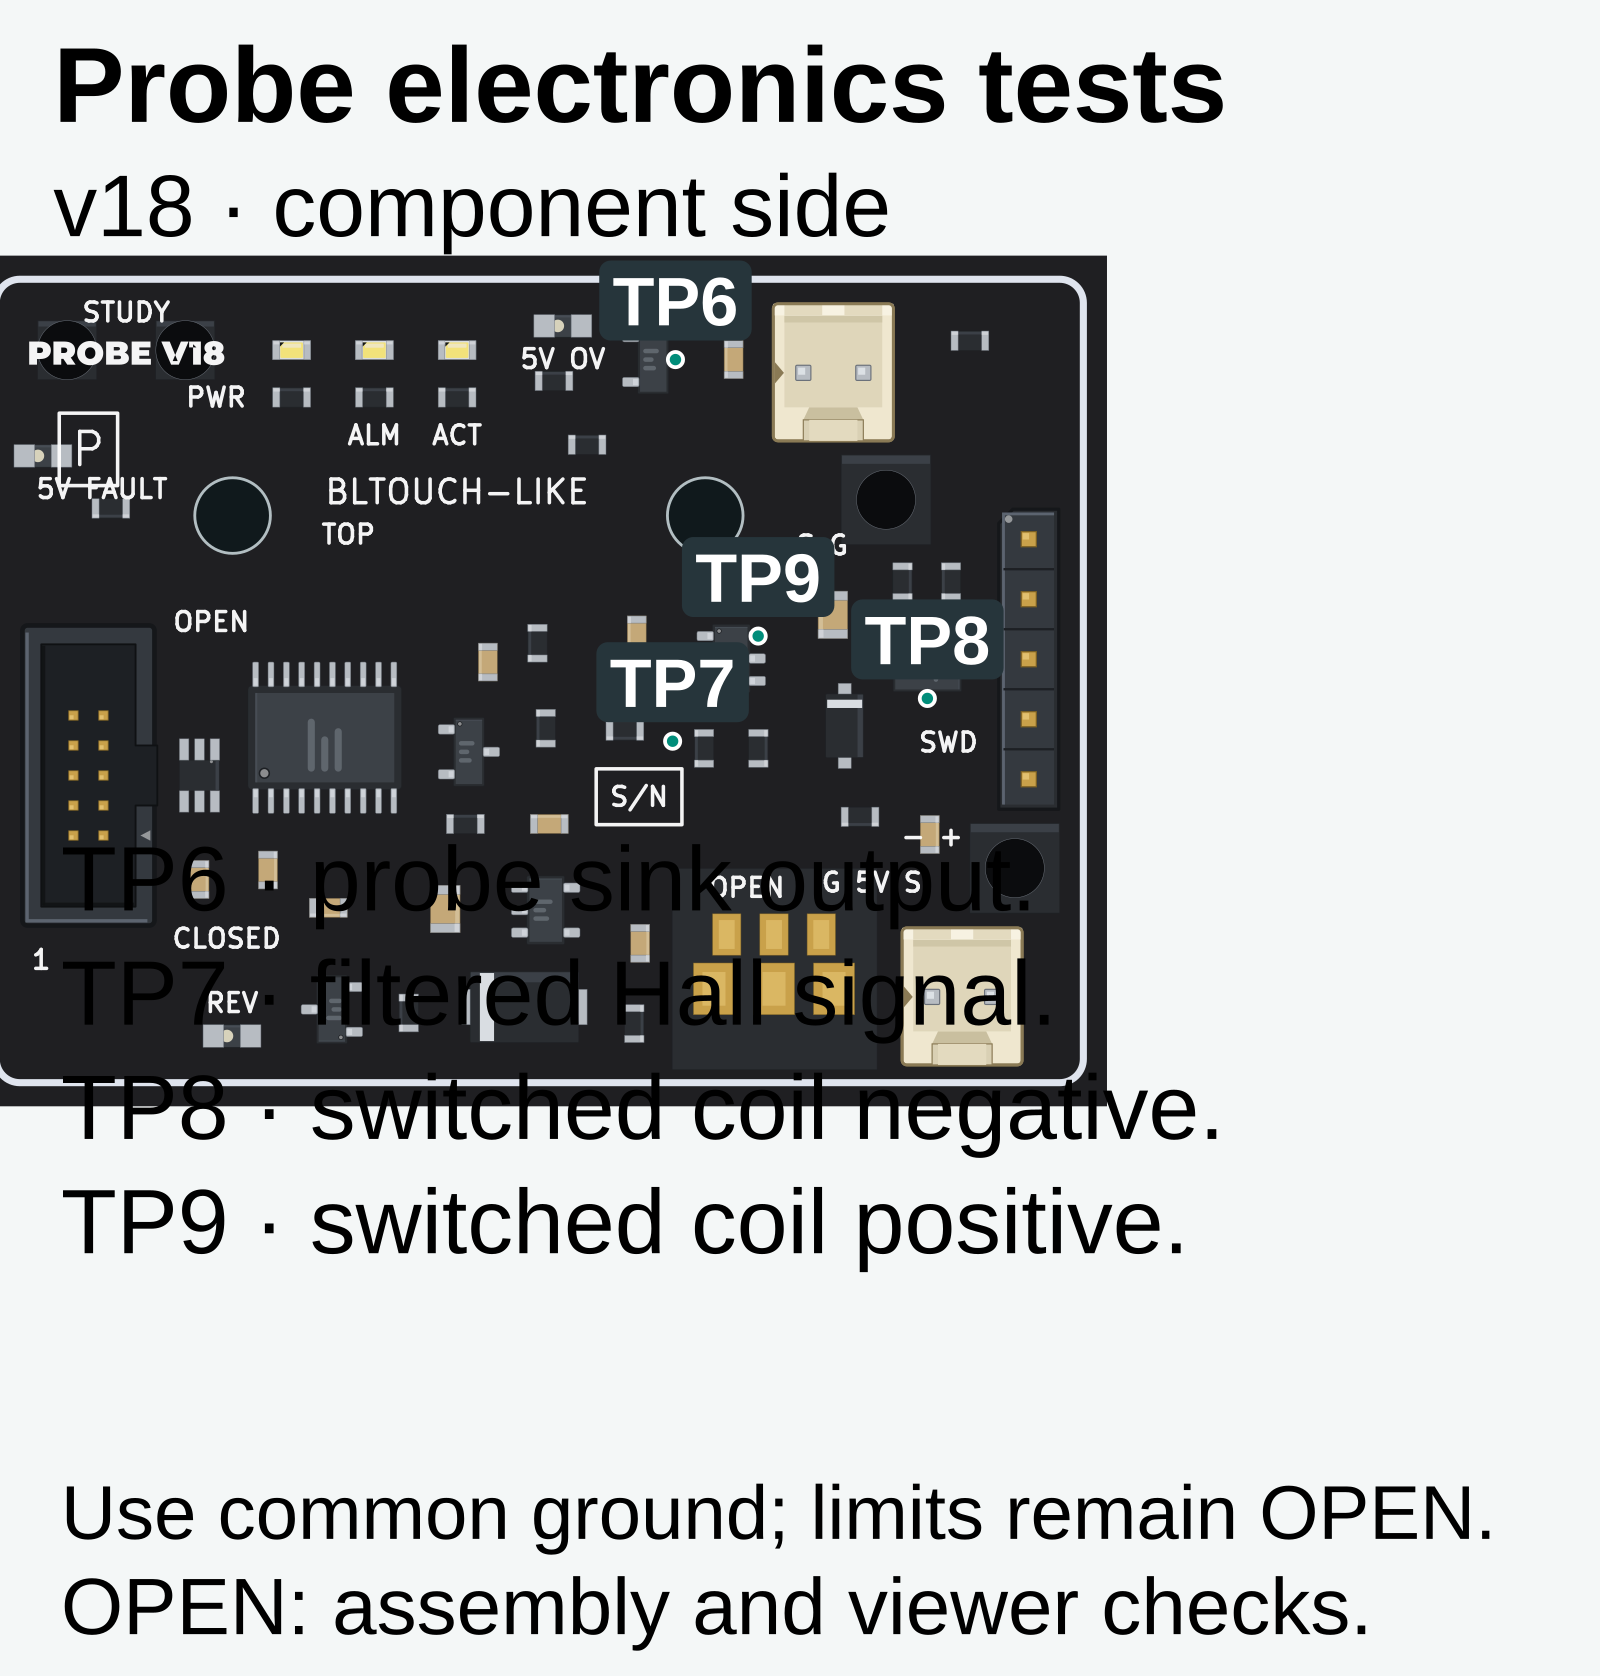 Probe electronics tests
v18 · component side
TP6
STUDY
PROBE V18
5V OV
PWR
ALM ACT
P
5V FAULT
BLTOUCH-LIKE
TOP
G
TP9
OPEN
TP8
TP7
SWD
S/N
- +
TP6 · probe sink output.
OPEN G 5V S
CLOSED
1
TP7 · filtered Hall signal.
REV
TP8 · switched coil negative.
TP9 · switched coil positive.
Use common ground; limits remain OPEN.
OPEN: assembly and viewer checks.